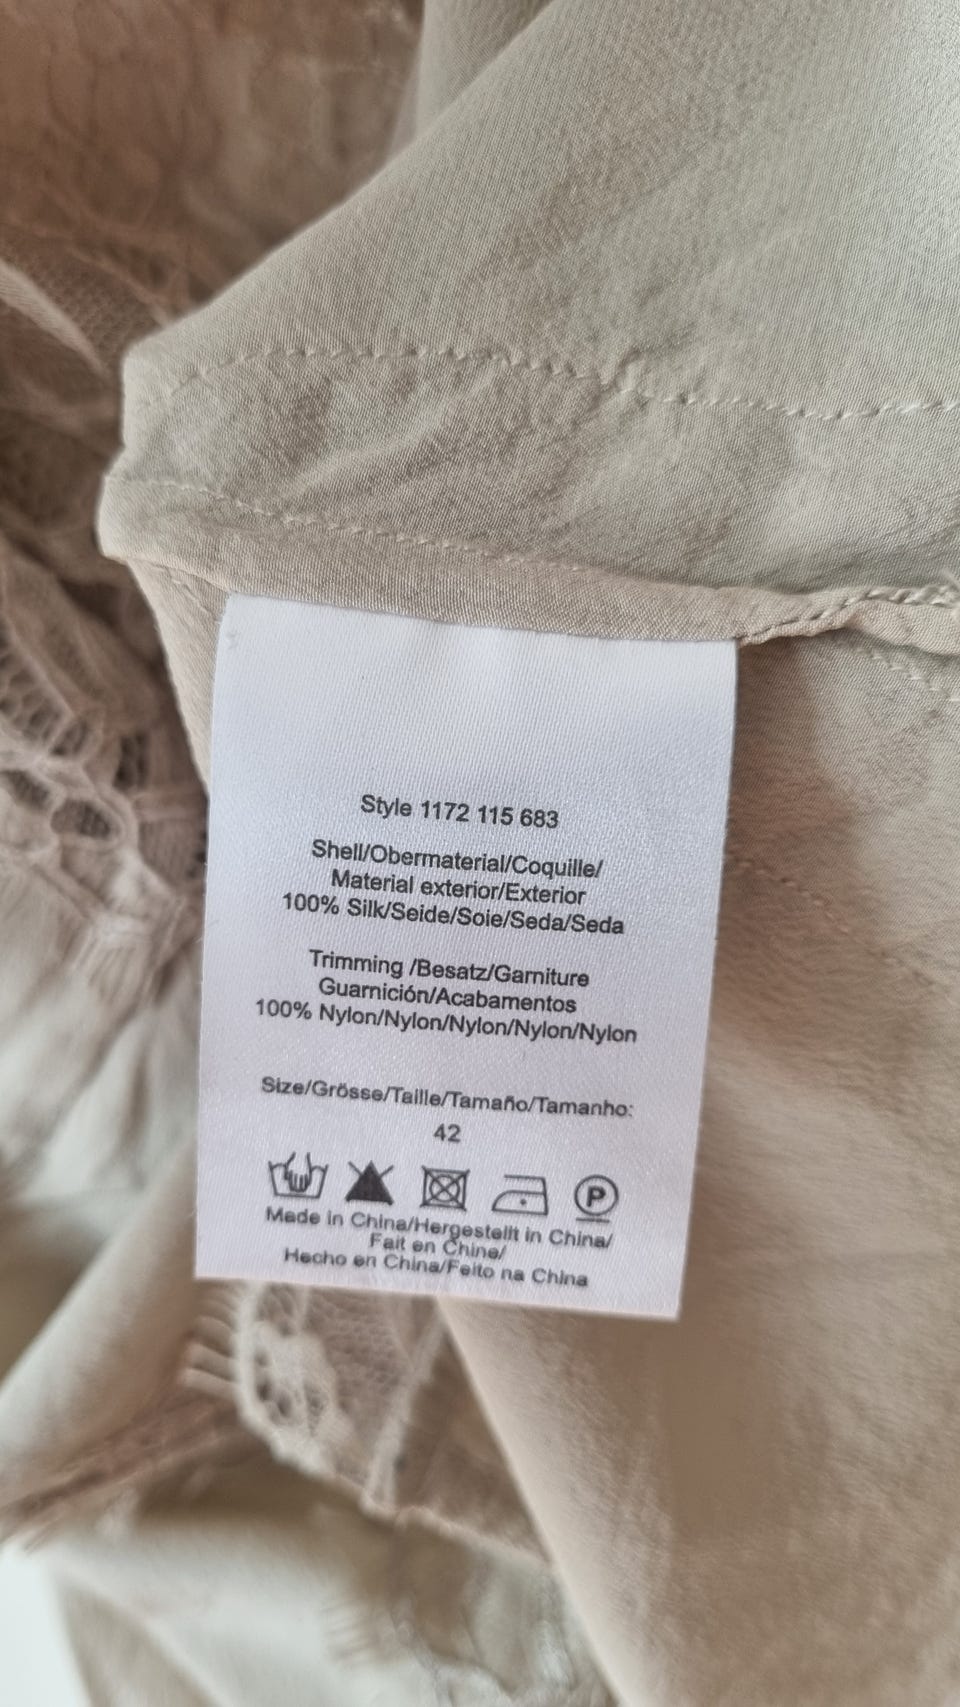 Style 1172 115 683
Shell/Obermaterial/Coquille/
Material exterior/Exterior
100% Silk/Seide/Soie/Seda/Seda
Trimming /Besatz/Garniture
Guarnición/Acabamentos
100% Nylon/Nylon/Nylon/Nylon/Nylon
Size/Grösse/Taille/Tamaño/Tamanho:
42
P
Made in China/Hergestellt in China/
Fait en Chine/
Hecho en China/Feito na China